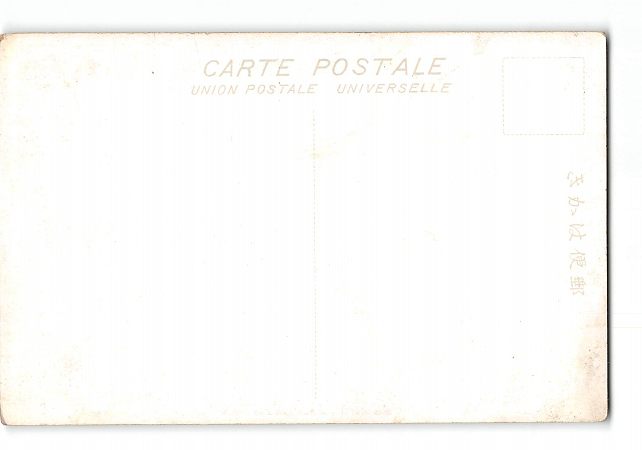 CARTE POSTALE
UNION POSTALE UNIVERSELLE
きかは便郵